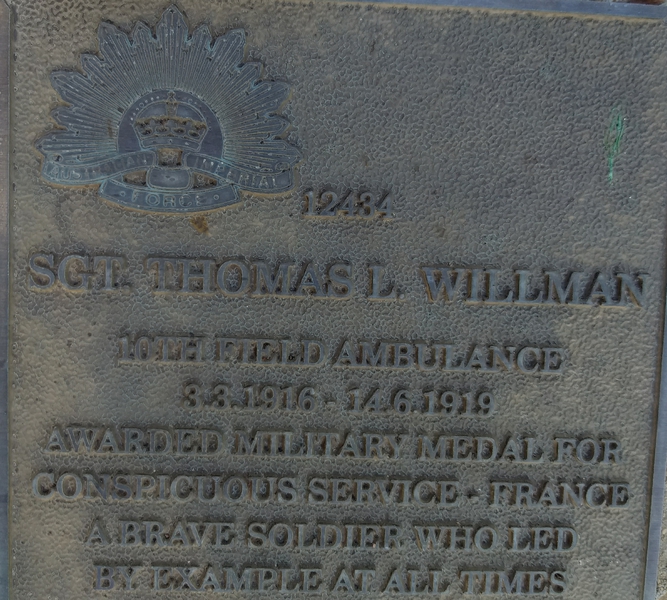 AUSTRALIAN IMPERIAL
FORCES
12434
SGT. THOMAS L. WILLMAN
10TH FIELD AMBULANCE
3.3.1916 - 14.6.1919
AWARDED MILITARY MEDAL FOR
CONSPICUOUS SERVICE - FRANCE
A BRAVE SOLDIER WHO LED
BY EXAMPLE AT ALL TIMES